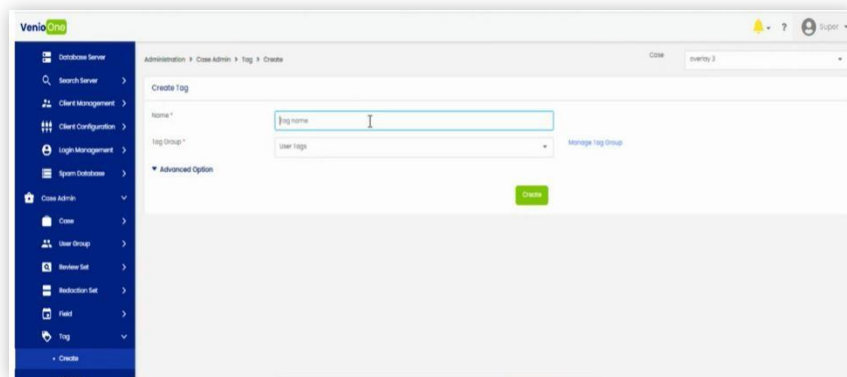 VenioOne
? Super
Database Server
Search Server
Client Management
Client Configuration
Login Management
Spam Database
Case Admin
Case
User Group
Review Set
Redaction Set
Field
Tag
Create
Administration Case Admin Tag Create
Case overlay 3
Create Tag
Name *
Tag name
Tag Group *
User Tags
Manage Tag Group
Advanced Option
Create